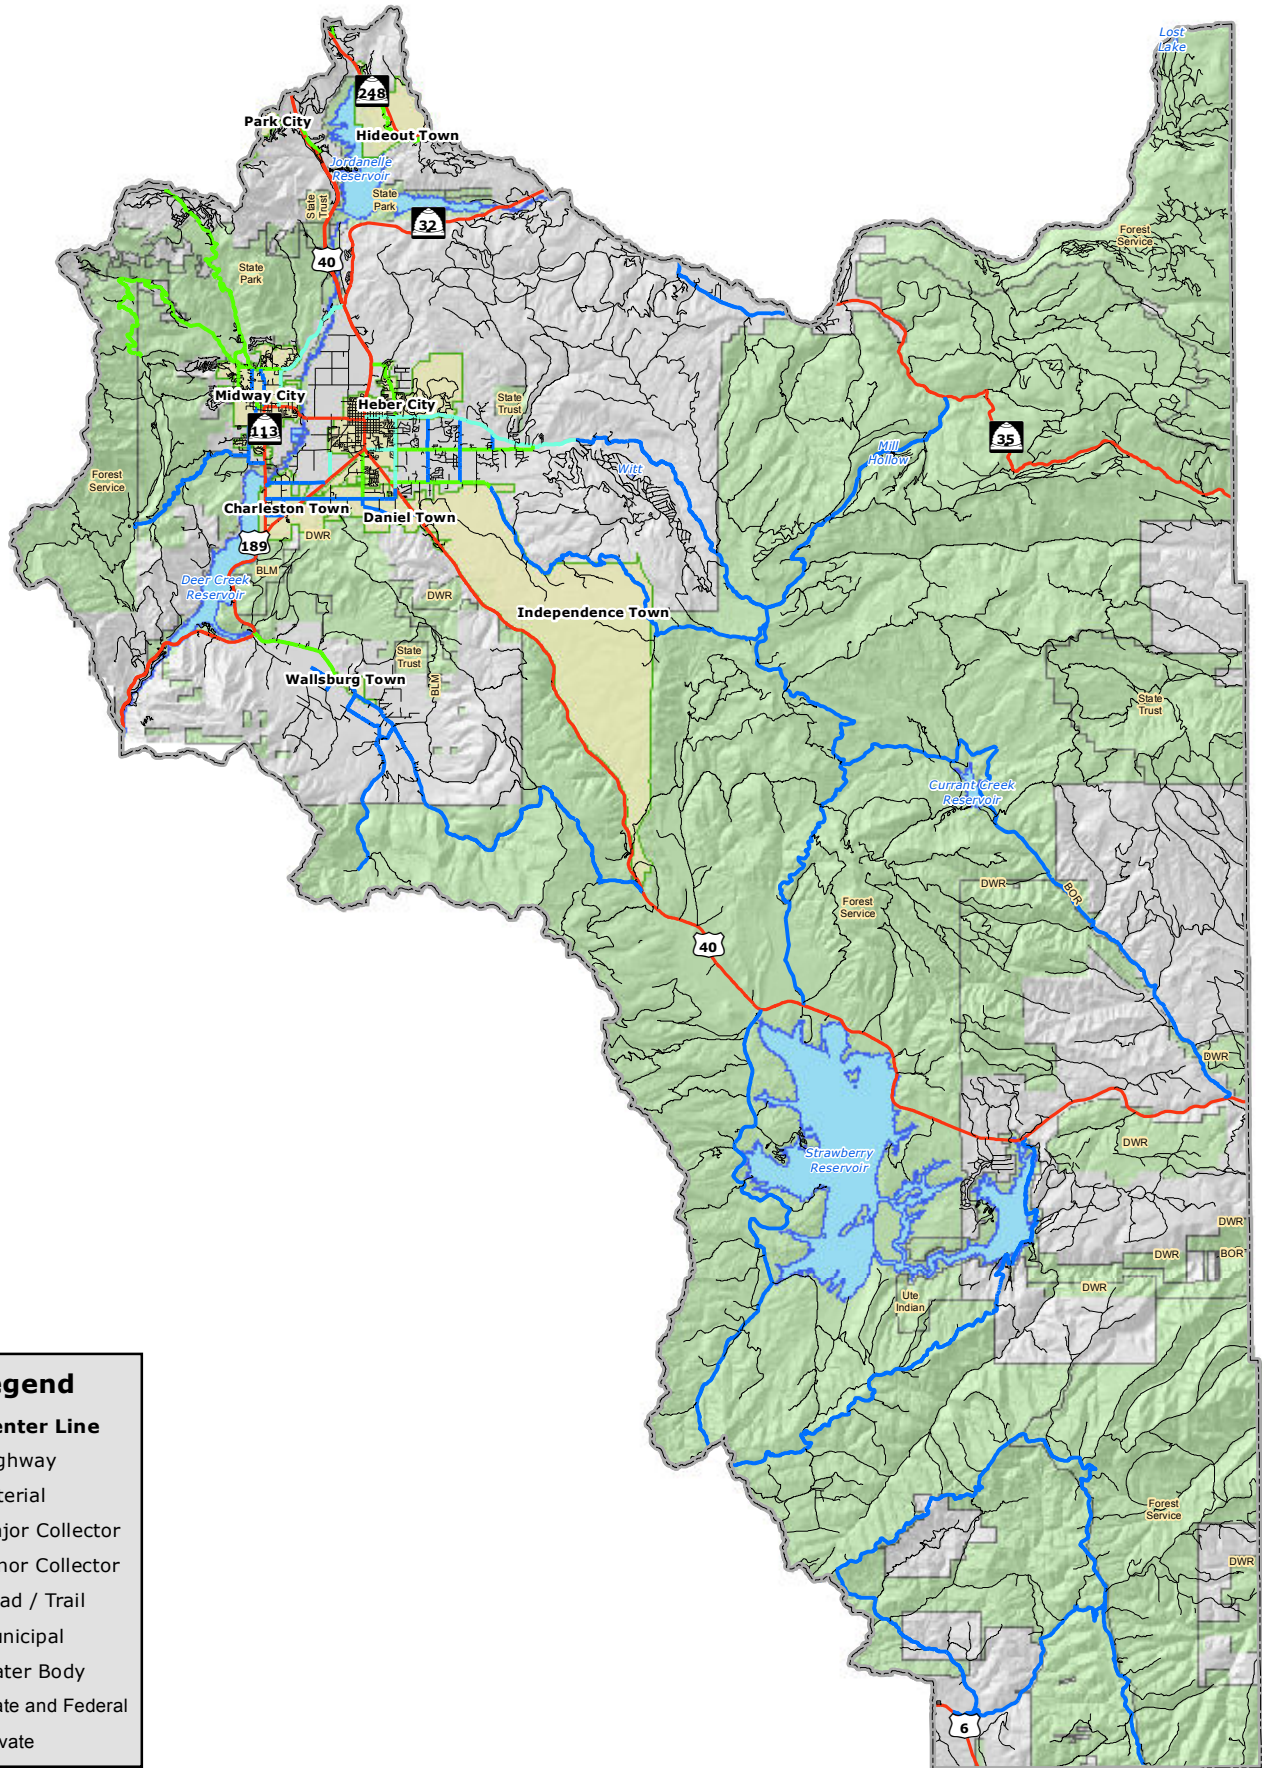 Lost
Lake
248
Park City
Hideout Town
Jordanelle
Reservoir
State
Trust
State
Park
32
Forest
Service
40
State
Park
Midway City
Heber City
State
Trust
113
35
Mill
Hollow
Witt
Forest
Service
Charleston Town
Daniel Town
DWR
189
BLM
Deer Creek
Reservoir
DWR
Independence Town
State
Trust
Wallsburg Town
BLM
State
Trust
Currant Creek
Reservoir
DWR
BOR
Forest
Service
40
DWR
DWR
Strawberry
Reservoir
DWR
DWR
BOR
DWR
Ute
Indian
Forest
Service
DWR
6
egend
enter Line
ghway
terial
ajor Collector
nor Collector
ad / Trail
unicipal
ater Body
ate and Federal
vate